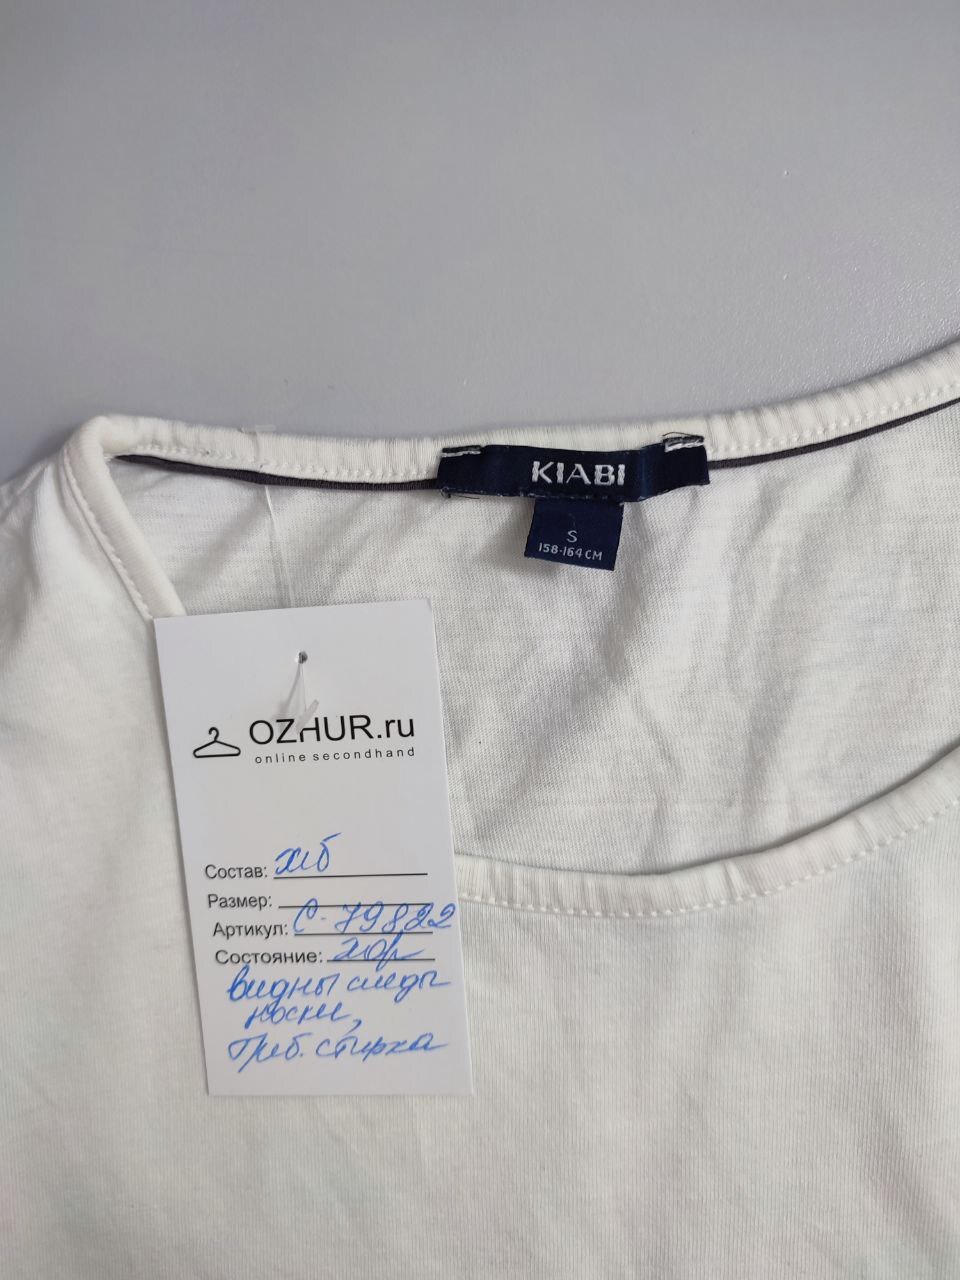 KIABI
S
158-164 CM
OZHUR.ru
online secondhand
Состав: х/б
Размер:
Артикул: С-79822
Состояние: хор
видны следы
носки,
треб. стирка